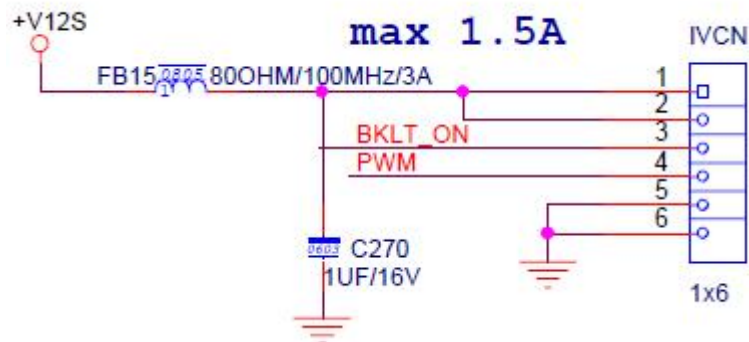 +V12S
max 1.5A
IVCN
FB15 0805 80OHM/100MHz/3A
1
1
2
BKLT_ON
3
PWM
4
5
6
0603 C270
1UF/16V
1x6